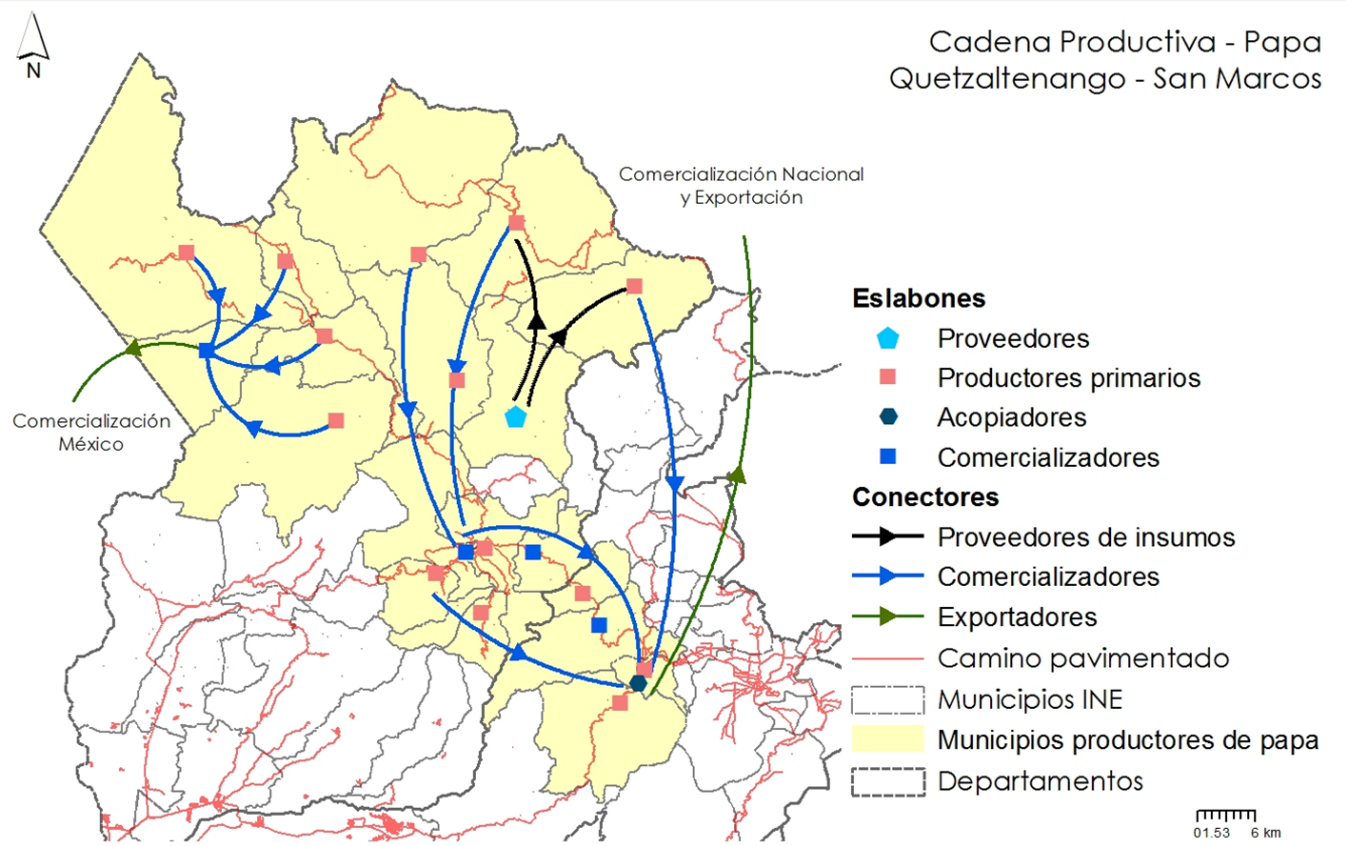 N
Cadena Productiva - Papa
Quetzaltenango - San Marcos
Comercialización Nacional
y Exportación
Comercialización
México
Eslabones
Proveedores
Productores primarios
Acopiadores
Comercializadores
Conectores
Proveedores de insumos
Comercializadores
Exportadores
Camino pavimentado
Municipios INE
Municipios productores de papa
Departamentos
01.53 6 km